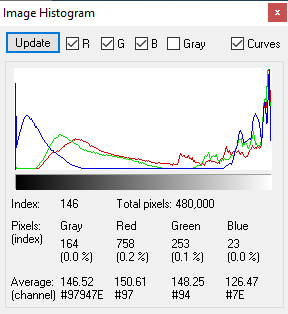 Image Histogram
Update R G B Gray Curves
Index: 146 Total pixels: 480,000
Pixels: Gray Red Green Blue
(index)
164 758 253 23
(0.0 %) (0.2 %) (0.1 %) (0.0 %)
Average: 146.52 150.61 148.25 126.47
(channel) #97947E #97 #94 #7E